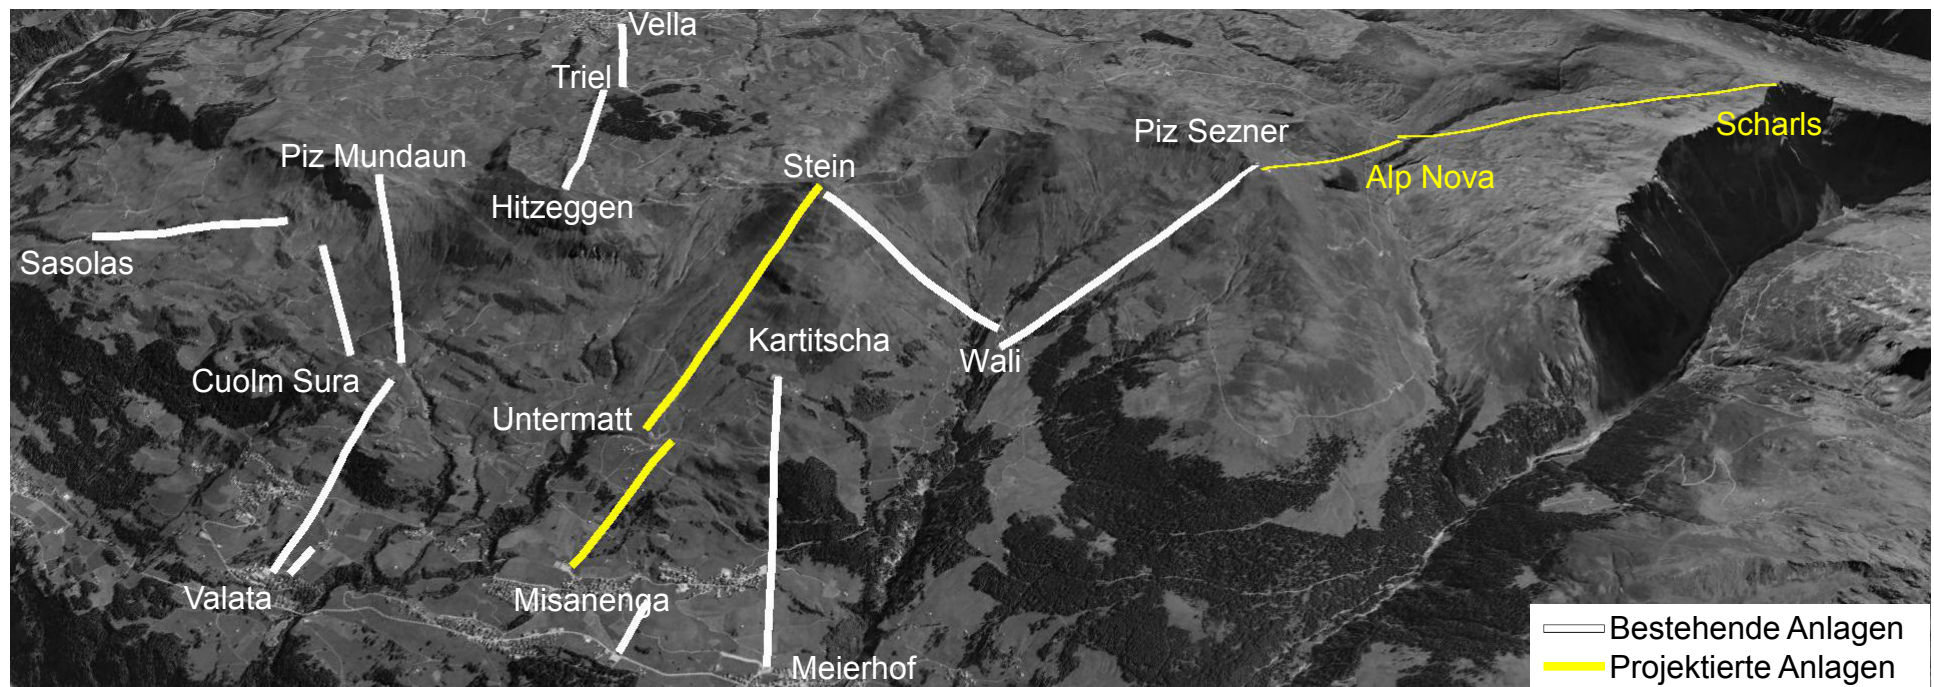 Vella
Triel
Piz Sezner
Scharls
Piz Mundaun
Stein
Alp Nova
Hitzeggen
Sasolas
Kartitscha
Wali
Cuolm Sura
Untermatt
Valata
Misanenga
Meierhof
Bestehende Anlagen
Projektierte Anlagen